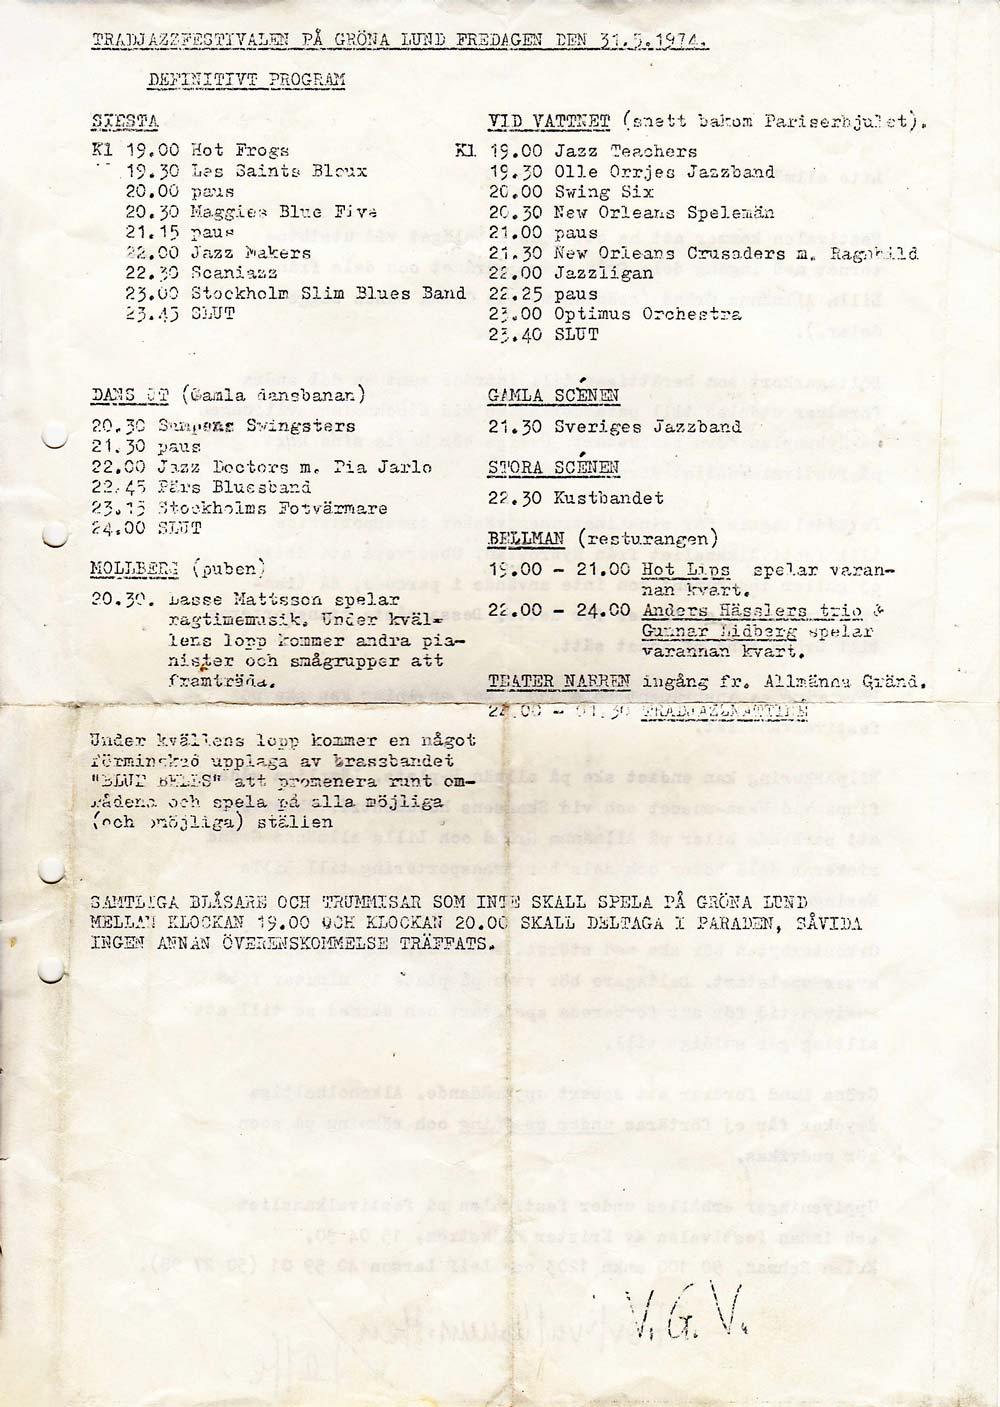 TRADJAZZFESTIVALEN PÅ GRÖNA LUND FREDAGEN DEN 31.5.1974.
DEFINITIVT PROGRAM
SIESTA
Kl 19.00 Hot Frogs
19.30 Les Saints Bleux
20.00 paus
20.30 Maggies Blue Five
21.15 paus
22.00 Jazz Makers
22.30 Scaniazz
23.00 Stockholm Slim Blues Band
23.45 SLUT
VID VATTNET (snett bakom Pariserhjulet).
Kl 19.00 Jazz Teachers
19.30 Olle Orrjes Jazzband
20.00 Swing Six
20.30 New Orleans Spelemän
21.00 paus
21.30 New Orleans Crusaders m. Ragnhild
22.00 Jazzligan
22.25 paus
23.00 Optimus Orchestra
23.40 SLUT
DANS UT (Gamla dansbanan)
20.30 Sumpens Swingsters
21.30 paus
22.00 Jazz Doctors m. Pia Jarlo
22.45 Pärs Bluesband
23.15 Stockholms Fotvärmare
24.00 SLUT
MOLLBERG (puben)
20.30. Lasse Mattsson spelar
ragtimemusik. Under kväl-
lens lopp kommer andra pia-
nister och smågrupper att
framträda.
Under kvällens lopp kommer en något
förminskad upplaga av brassbandet
"BLUE BELLS" att promenera runt om-
rådena och spela på alla möjliga
(och omöjliga) ställen
GAMLA SCÉNEN
21.30 Sveriges Jazzband
STORA SCÉNEN
22.30 Kustbandet
BELLMAN (resturangen)
19.00 - 21.00 Hot Lips spelar varan-
nan kvart.
22.00 - 24.00 Anders Hässlers trio &
Gunnar Lidberg spelar
varannan kvart.
TEATER NARREN ingång fr. Allmänna Gränd.
24.00 - 01.30 TRADJAZZMATTINÉ
SAMTLIGA BLÅSARE OCH TRUMMISAR SOM INTE SKALL SPELA PÅ GRÖNA LUND
MELLAN KLOCKAN 19.00 OCH KLOCKAN 20.00 SKALL DELTAGA I PARADEN, SÅVIDA
INGEN ANNAN ÖVERENSKOMMELSE TRÄFFATS.
V.G.V.